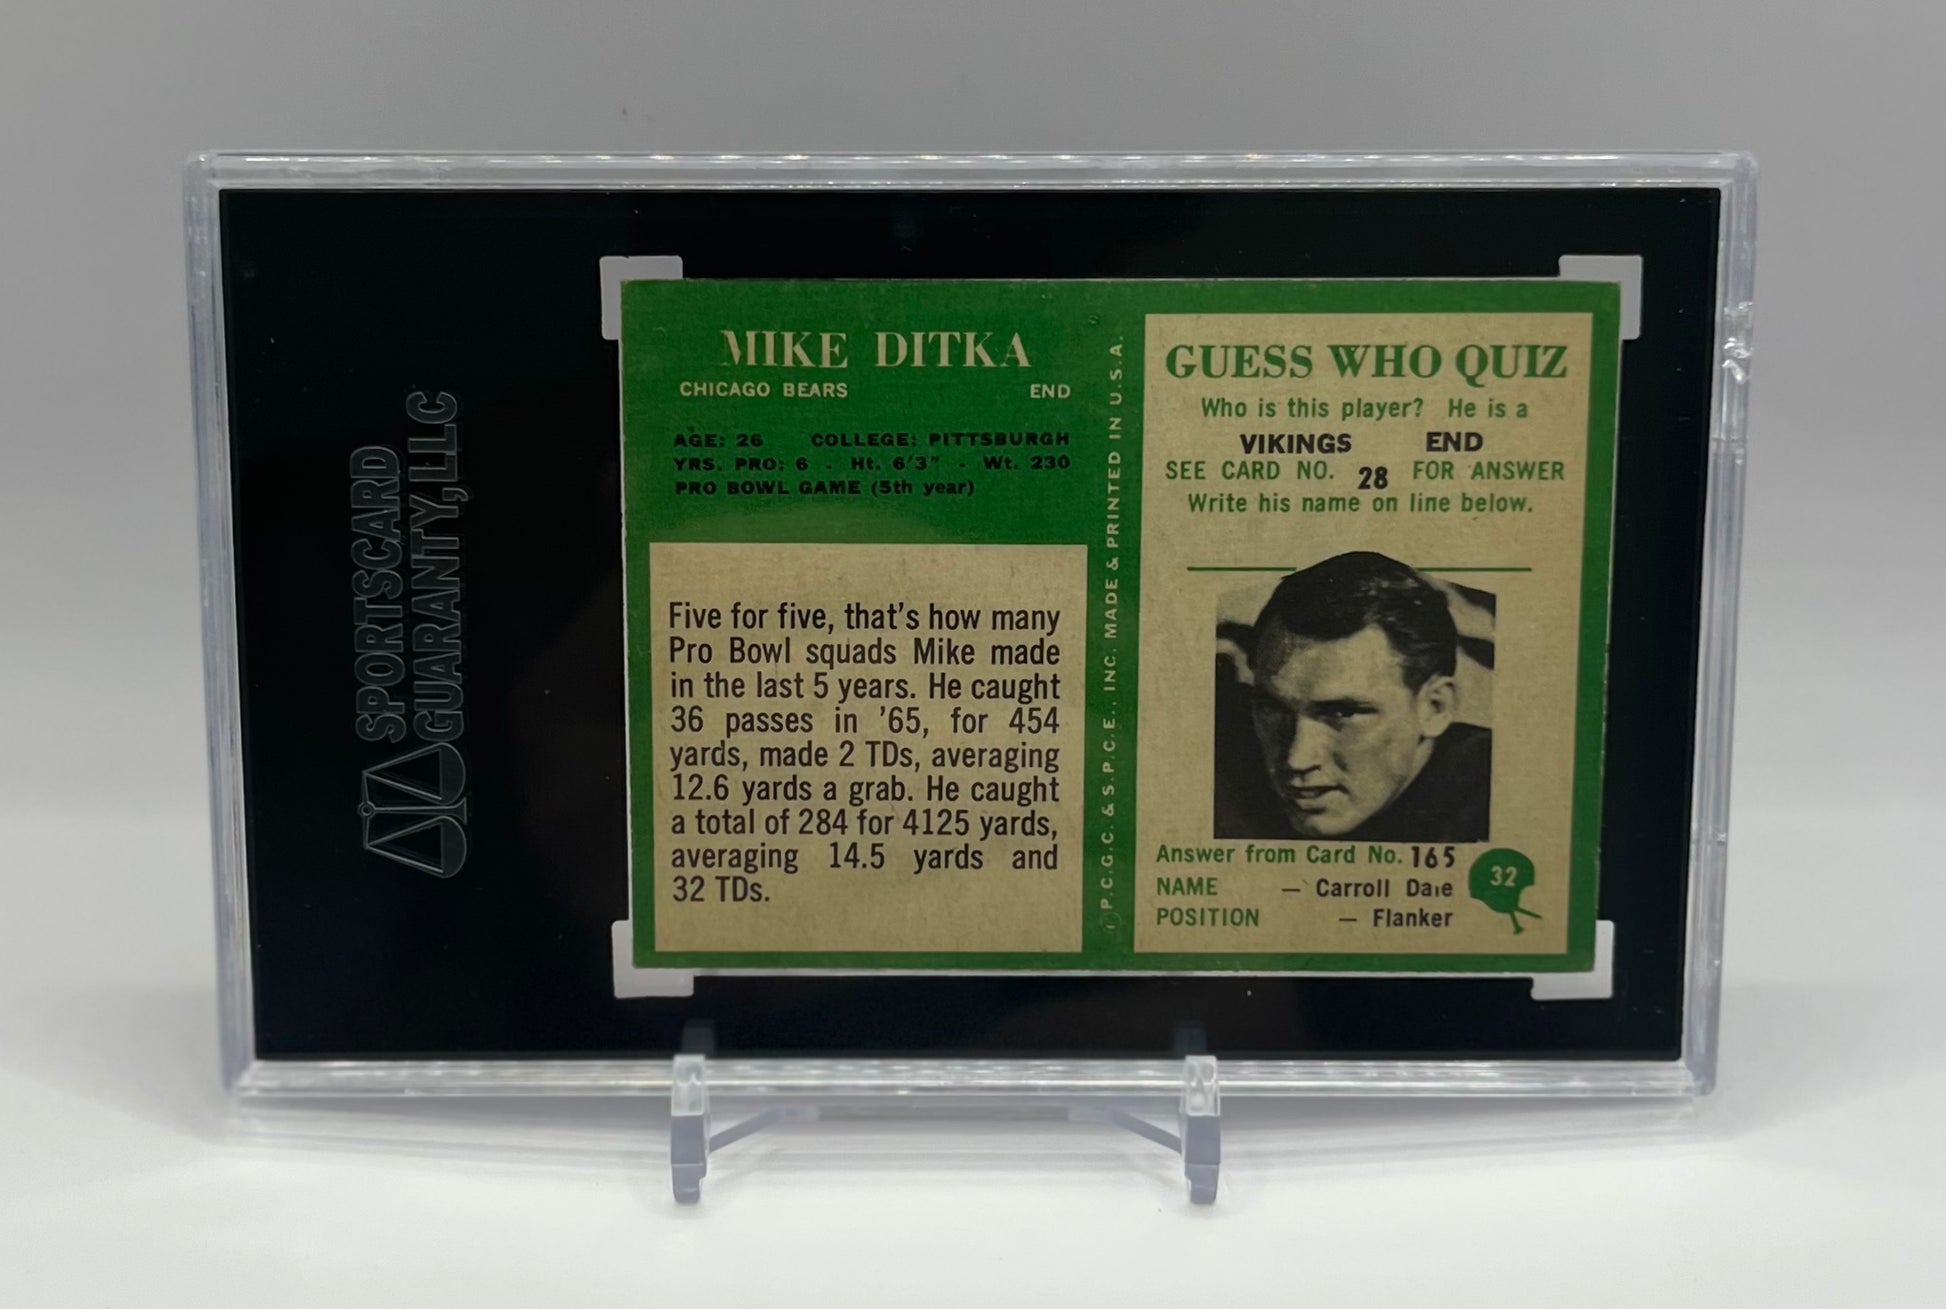 SPORTSCARD
GUARANTY, LLC
MIKE DITKA
CHICAGO BEARS END
AGE: 26 COLLEGE: PITTSBURGH
YRS. PRO: 6 - Ht. 6'3" - Wt. 230
PRO BOWL GAME (5th year)
Five for five, that's how many
Pro Bowl squads Mike made
in the last 5 years. He caught
36 passes in '65, for 454
yards, made 2 TDs, averaging
12.6 yards a grab. He caught
a total of 284 for 4125 yards,
averaging 14.5 yards and
32 TDs.
P.C.G.C. & S.P.C.E., INC. MADE & PRINTED IN U.S.A.
GUESS WHO QUIZ
Who is this player? He is a
VIKINGS END
SEE CARD NO. 28 FOR ANSWER
Write his name on line below.
Answer from Card No. 165
NAME — Carroll Dale
POSITION — Flanker
32